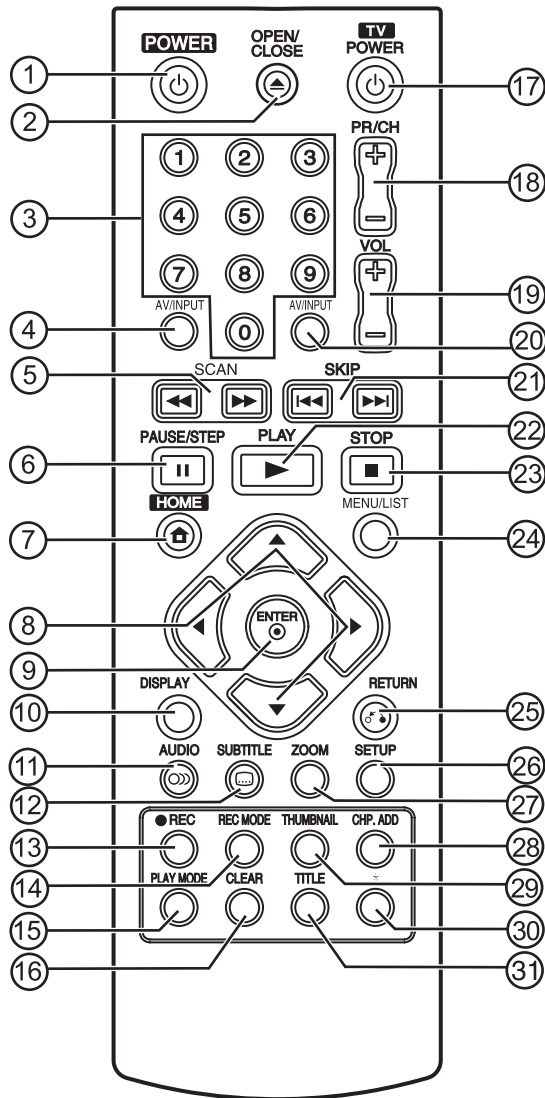 POWER
OPEN/
CLOSE
TV
POWER
1
2
17
PR/CH
1 2 3
18
3
4 5 6
VOL
7 8 9
19
AV/INPUT
AV/INPUT
4
0
20
SCAN
SKIP
5
21
PAUSE/STEP
PLAY
STOP
22
6
23
HOME
MENU/LIST
7
24
8
ENTER
9
DISPLAY
RETURN
10
25
AUDIO
SUBTITLE
ZOOM
SETUP
11
26
12
27
REC
REC MODE
THUMBNAIL
CHP. ADD
13
28
14
29
PLAY MODE
CLEAR
TITLE
*
15
30
16
31